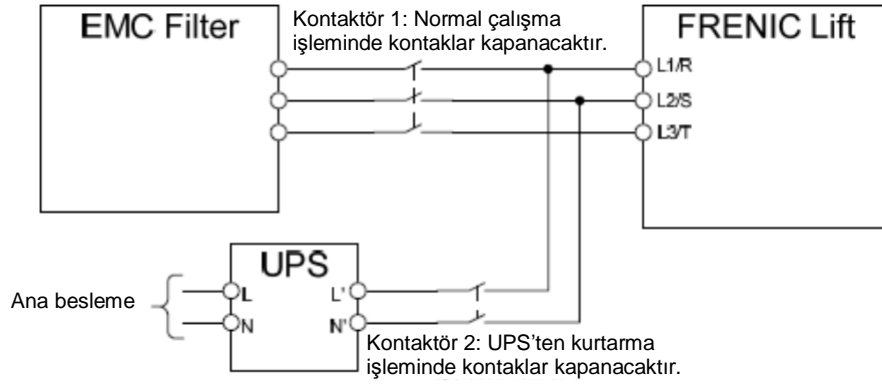 EMC Filter
Kontaktör 1: Normal çalışma
işleminde kontaklar kapanacaktır.
FRENIC Lift
L1/R
L2/S
L3/T
UPS
Ana besleme
L
L'
N
N'
Kontaktör 2: UPS’ten kurtarma
işleminde kontaklar kapanacaktır.